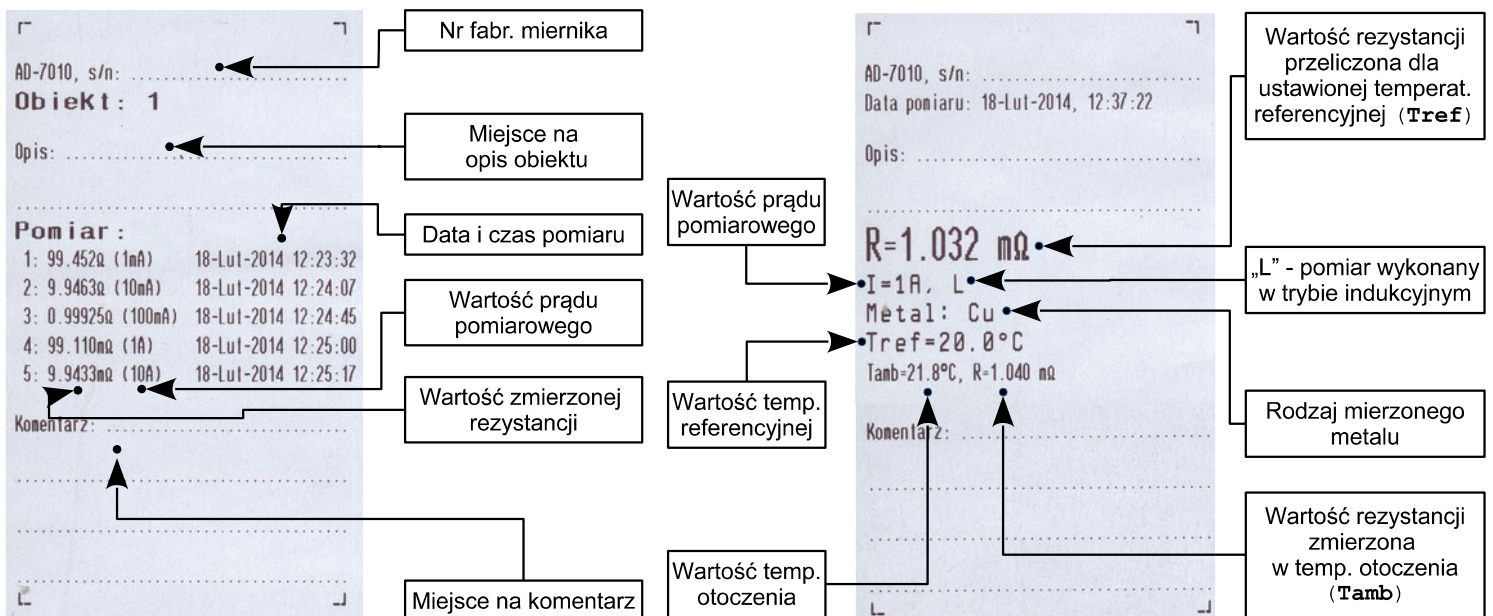 AD-7010, s/n: ........................
Obiekt: 1
Opis: ........................
Pomiar:
1: 99.452Ω (1mA) 18-Lut-2014 12:23:32
2: 9.9463Ω (10mA) 18-Lut-2014 12:24:07
3: 0.99925Ω (100mA) 18-Lut-2014 12:24:45
4: 99.110mΩ (1A) 18-Lut-2014 12:25:00
5: 9.9433mΩ (10A) 18-Lut-2014 12:25:17
Komentarz: ........................
Nr fabr. miernika
Miejsce na
opis obiektu
Data i czas pomiaru
Wartość prądu
pomiarowego
Wartość zmierzonej
rezystancji
Miejsce na komentarz
Wartość prądu
pomiarowego
Wartość temp.
referencyjnej
Wartość temp.
otoczenia
AD-7010, s/n: ........................
Data pomiaru: 18-Lut-2014, 12:37:22
Opis: ........................
R=1.032 mΩ
I=1A, L
Metal: Cu
Tref=20.0°C
Tamb=21.8°C, R=1.040 mΩ
Komentarz: ........................
Wartość rezystancji
przeliczona dla
ustawionej temperat.
referencyjnej (Tref)
„L” - pomiar wykonany
w trybie indukcyjnym
Rodzaj mierzonego
metalu
Wartość rezystancji
zmierzona
w temp. otoczenia
(Tamb)